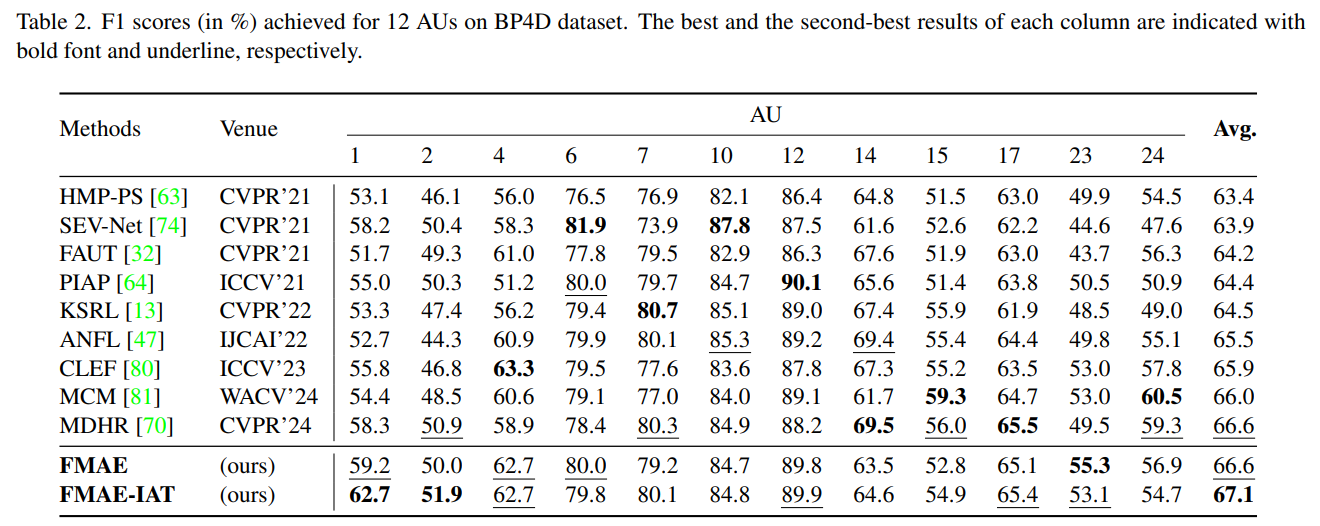 Table 2. F1 scores (in %) achieved for 12 AUs on BP4D dataset. The best and the second-best results of each column are indicated with
bold font and underline, respectively.
Methods Venue AU Avg.
1 2 4 6 7 10 12 14 15 17 23 24
HMP-PS [63] CVPR'21 53.1 46.1 56.0 76.5 76.9 82.1 86.4 64.8 51.5 63.0 49.9 54.5 63.4
SEV-Net [74] CVPR'21 58.2 50.4 58.3 81.9 73.9 87.8 87.5 61.6 52.6 62.2 44.6 47.6 63.9
FAUT [32] CVPR'21 51.7 49.3 61.0 77.8 79.5 82.9 86.3 67.6 51.9 63.0 43.7 56.3 64.2
PIAP [64] ICCV'21 55.0 50.3 51.2 80.0 79.7 84.7 90.1 65.6 51.4 63.8 50.5 50.9 64.4
KSRL [13] CVPR'22 53.3 47.4 56.2 79.4 80.7 85.1 89.0 67.4 55.9 61.9 48.5 49.0 64.5
ANFL [47] IJCAI'22 52.7 44.3 60.9 79.9 80.1 85.3 89.2 69.4 55.4 64.4 49.8 55.1 65.5
CLEF [80] ICCV'23 55.8 46.8 63.3 79.5 77.6 83.6 87.8 67.3 55.2 63.5 53.0 57.8 65.9
MCM [81] WACV'24 54.4 48.5 60.6 79.1 77.0 84.0 89.1 61.7 59.3 64.7 53.0 60.5 66.0
MDHR [70] CVPR'24 58.3 50.9 58.9 78.4 80.3 84.9 88.2 69.5 56.0 65.5 49.5 59.3 66.6
FMAE (ours) 59.2 50.0 62.7 80.0 79.2 84.7 89.8 63.5 52.8 65.1 55.3 56.9 66.6
FMAE-IAT (ours) 62.7 51.9 62.7 79.8 80.1 84.8 89.9 64.6 54.9 65.4 53.1 54.7 67.1